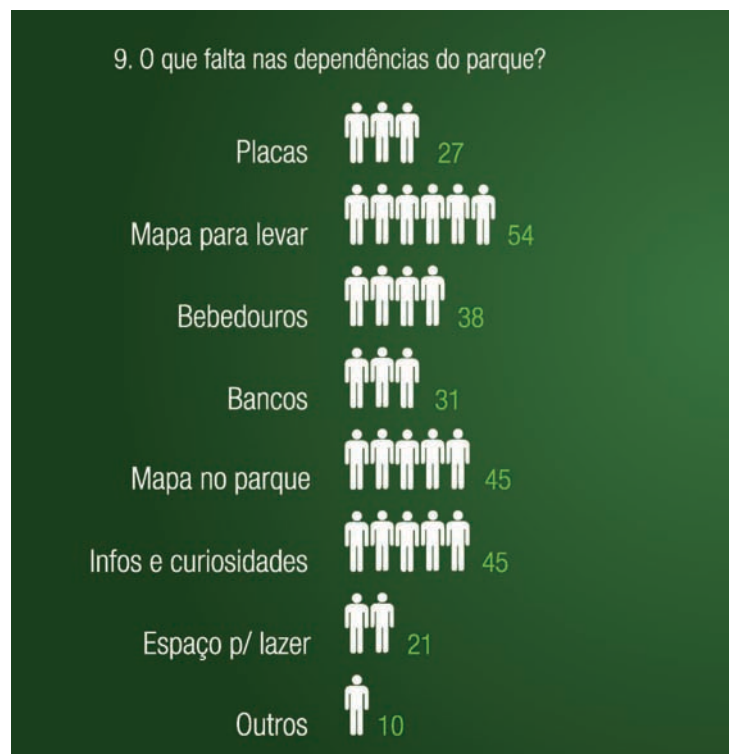 9. O que falta nas dependências do parque?
Placas 27
Mapa para levar 54
Bebedouros 38
Bancos 31
Mapa no parque 45
Infos e curiosidades 45
Espaço p/ lazer 21
Outros 10